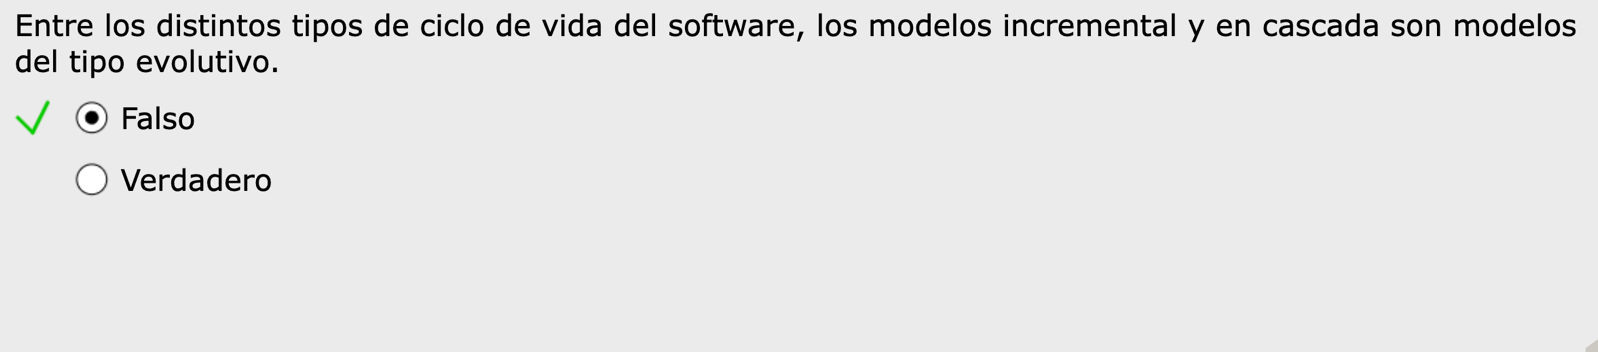 Entre los distintos tipos de ciclo de vida del software, los modelos incremental y en cascada son modelos
del tipo evolutivo.
Falso
Verdadero